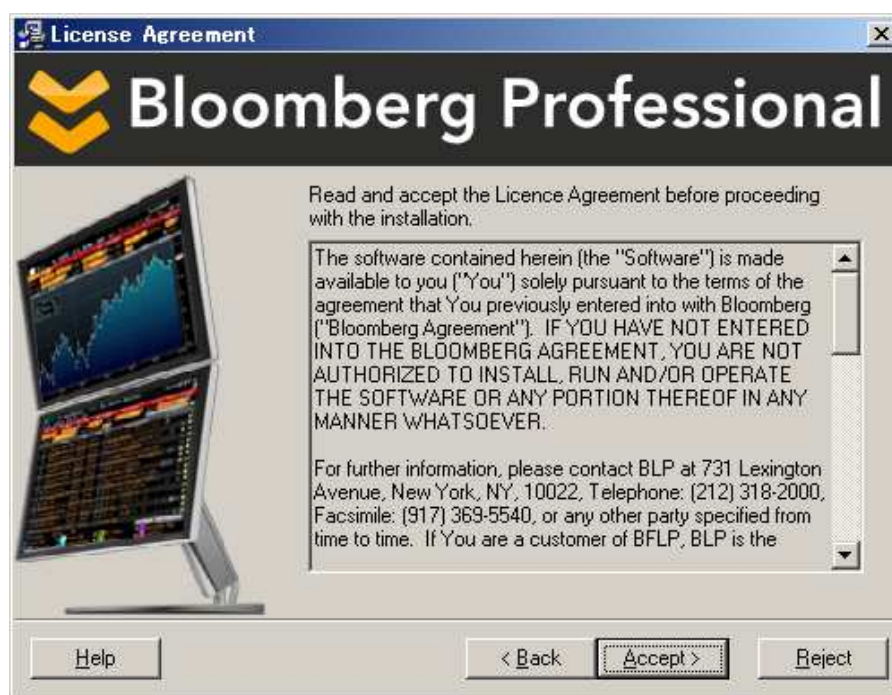 License Agreement
Bloomberg Professional
Read and accept the Licence Agreement before proceeding
with the installation.
The software contained herein (the "Software") is made
available to you ("You") solely pursuant to the terms of the
agreement that You previously entered into with Bloomberg
("Bloomberg Agreement"). IF YOU HAVE NOT ENTERED
INTO THE BLOOMBERG AGREEMENT, YOU ARE NOT
AUTHORIZED TO INSTALL, RUN AND/OR OPERATE
THE SOFTWARE OR ANY PORTION THEREOF IN ANY
MANNER WHATSOEVER.
For further information, please contact BLP at 731 Lexington
Avenue, New York, NY, 10022, Telephone: (212) 318-2000,
Facsimile: (917) 369-5540, or any other party specified from
time to time. If You are a customer of BFLP, BLP is the
Help
< Back
Accept >
Reject